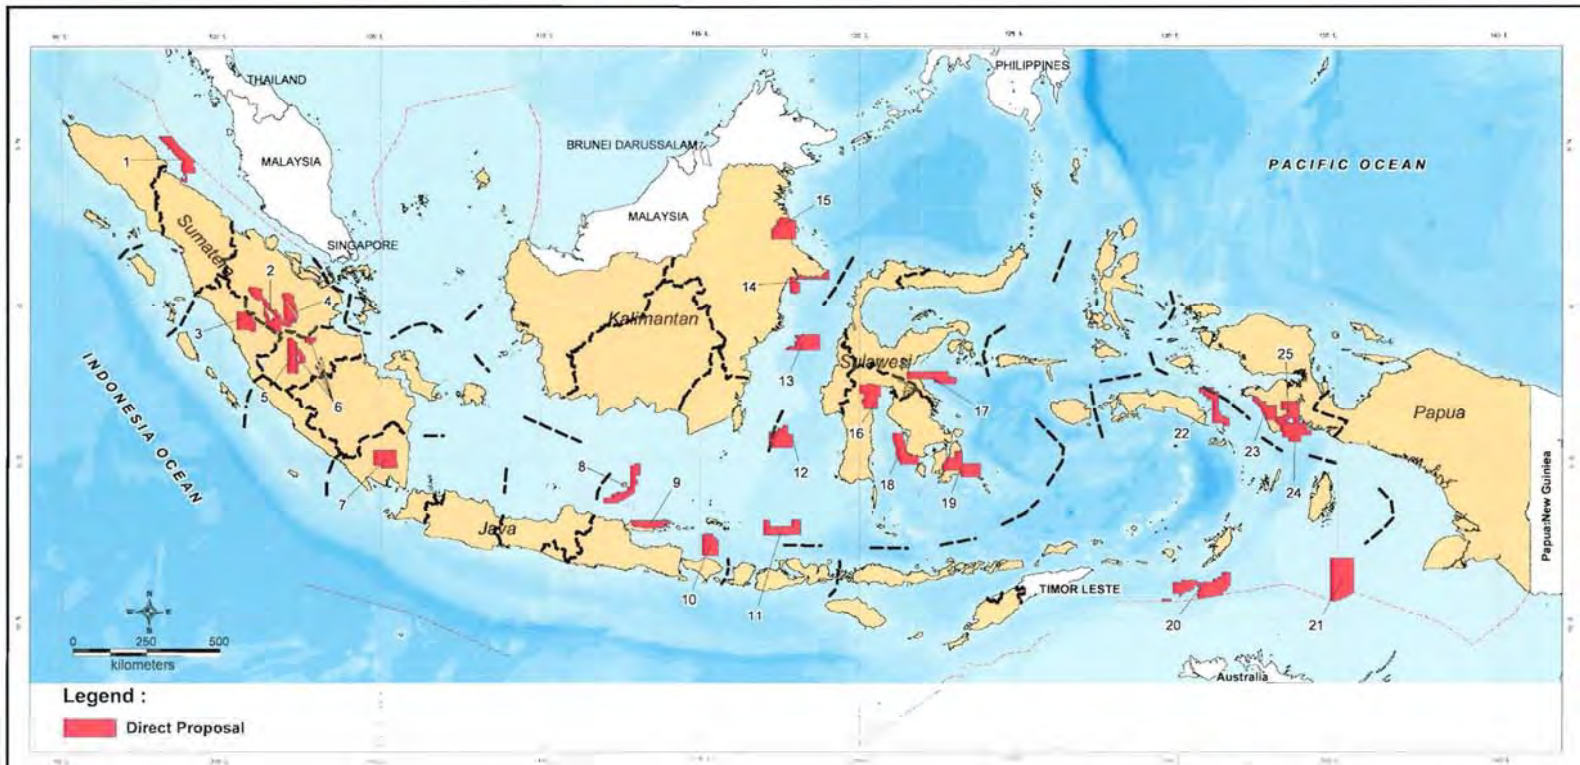 THAILAND
PHILIPPINES
BRUNEI DARUSSALAM
MALAYSIA
PACIFIC OCEAN
1
15
MALAYSIA
Sumatera
SINGAPORE
2
14
3
4
Kalimantan
13
Sulawesi
25
INDONESIA OCEAN
5
6
17
Papua
16
22
23
12
8
9
18
24
7
19
Java
Papua New Guiniea
10
11
TIMOR LESTE
20
21
N
W
E
S
0
250
500
kilometers
Australia
Legend :
Direct Proposal